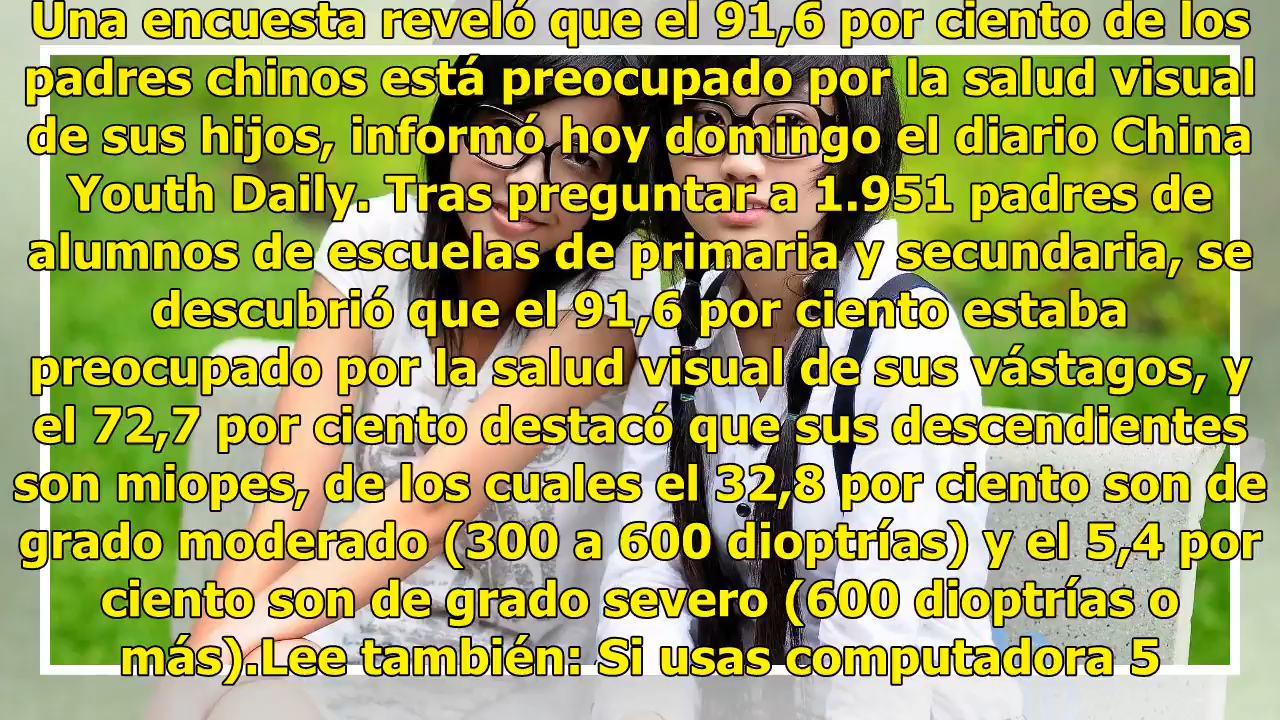 Una encuesta reveló que el 91,6 por ciento de los
padres chinos está preocupado por la salud visual
de sus hijos, informó hoy domingo el diario China
Youth Daily. Tras preguntar a 1.951 padres de
alumnos de escuelas de primaria y secundaria, se
descubrió que el 91,6 por ciento estaba
preocupado por la salud visual de sus vástagos, y
el 72,7 por ciento destacó que sus descendientes
son miopes, de los cuales el 32,8 por ciento son de
grado moderado (300 a 600 dioptrías) y el 5,4 por
ciento son de grado severo (600 dioptrías o
más).Lee también: Si usas computadora 5